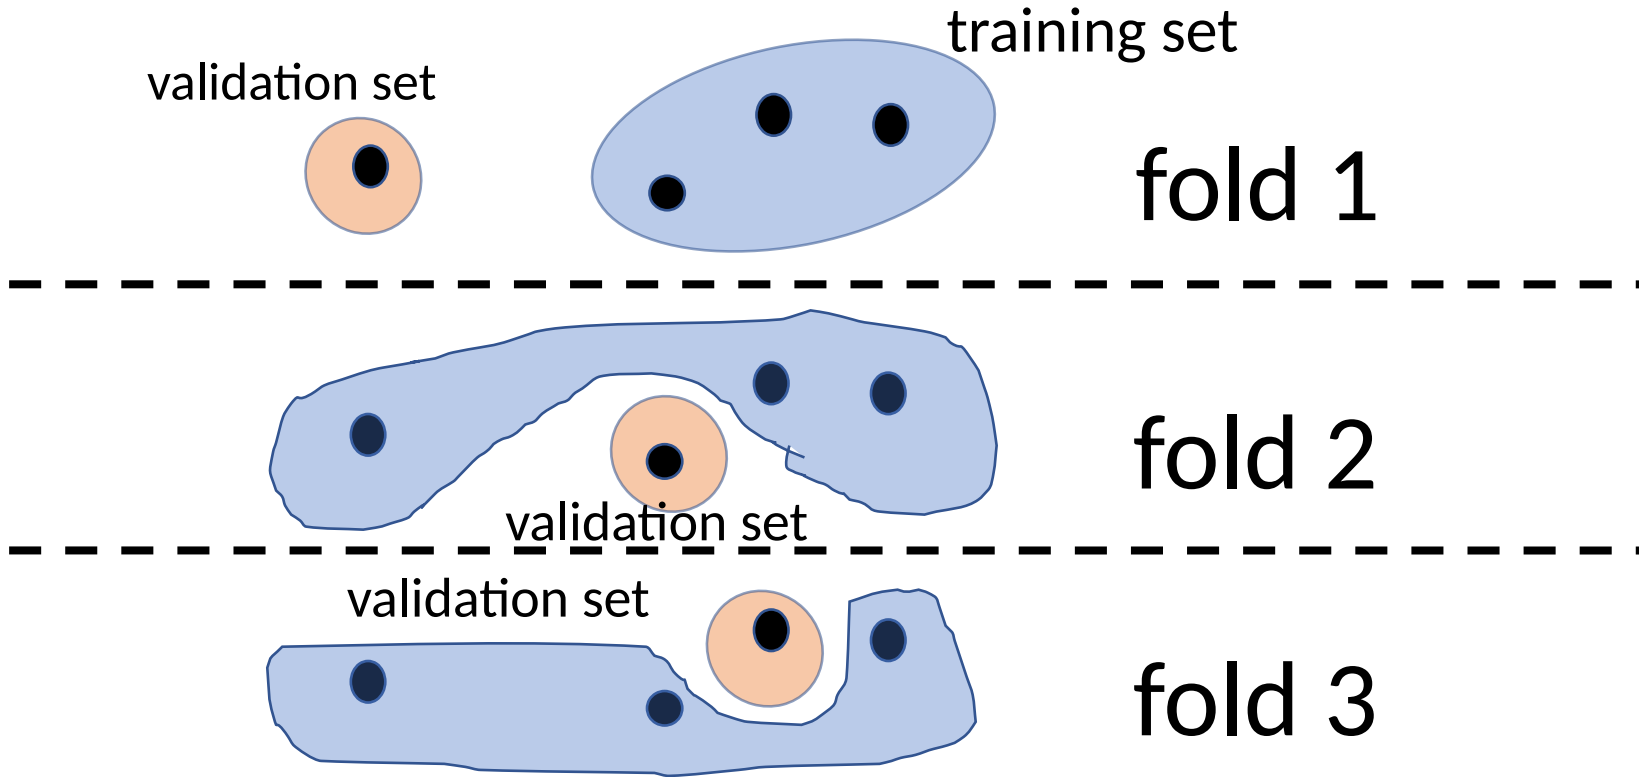 training set
validation set
fold 1
fold 2
validation set
validation set
fold 3